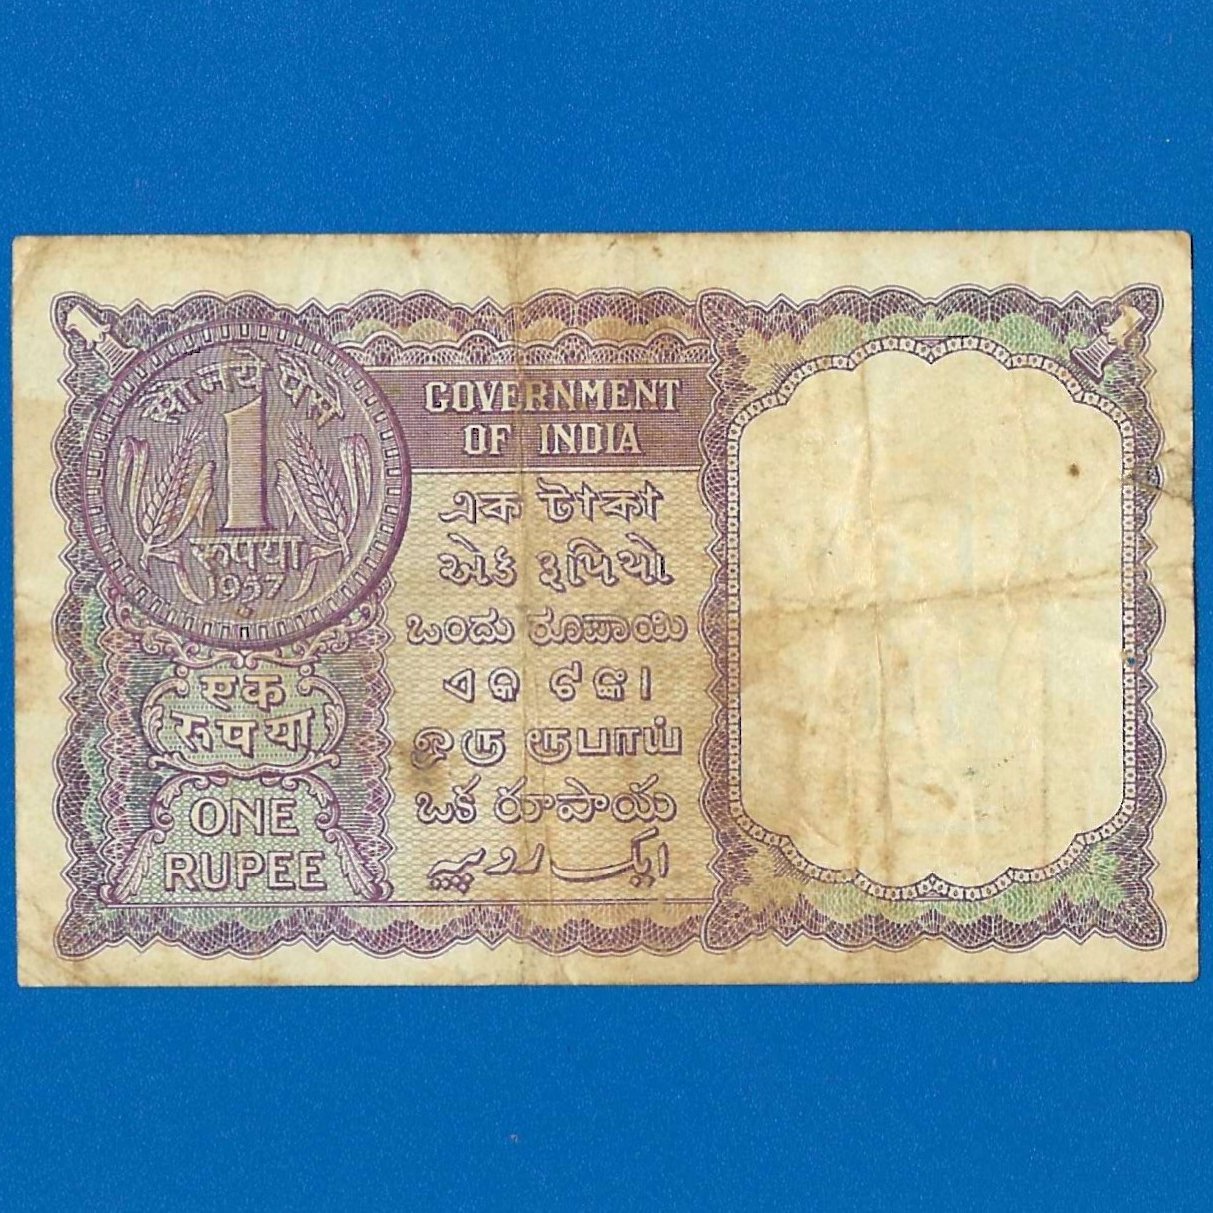 सौ नये पैसे
1
रूपया
1957
एक
रूपया
ONE
RUPEE
GOVERNMENT
OF INDIA
এক টাকা
એક રૂપિયો
ಒಂದು ರೂಪಾಯಿ
ଏକ ଟଙ୍କା
ஒரு ரூபாய்
ఒక రూపాయ
ایک روپیہ